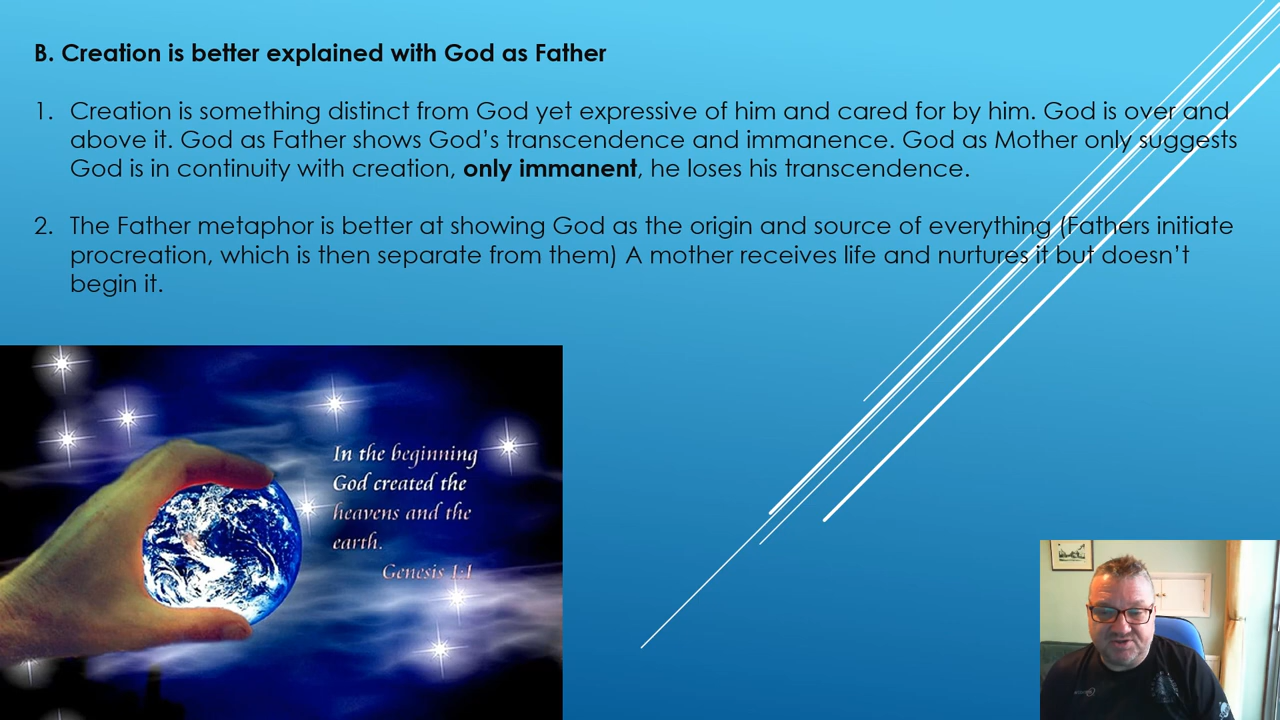 B. Creation is better explained with God as Father
1. Creation is something distinct from God yet expressive of him and cared for by him. God is over and
above it. God as Father shows God's transcendence and immanence. God as Mother only suggests
God is in continuity with creation, only immanent, he loses his transcendence.
2. The Father metaphor is better at showing God as the origin and source of everything (Fathers initiate
procreation, which is then separate from them) A mother receives life and nurtures it but doesn't
begin it.
In the beginning
God created the
heavens and the
earth.
Genesis 1:1